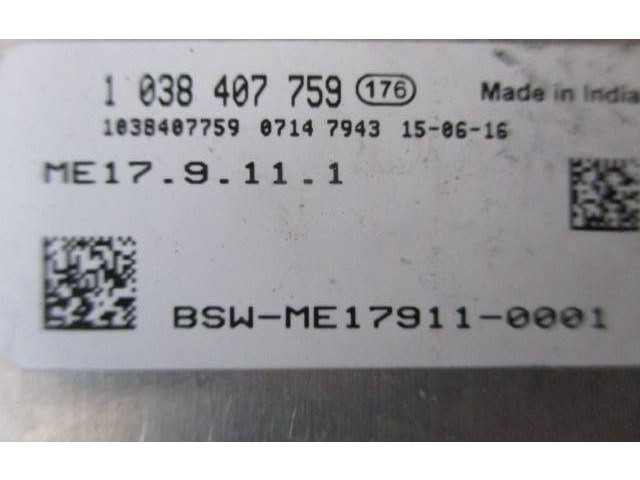 1 038 407 759 176 Made in India
1038407759 0714 7943 15-06-16
ME17.9.11.1
BSW-ME17911-0001